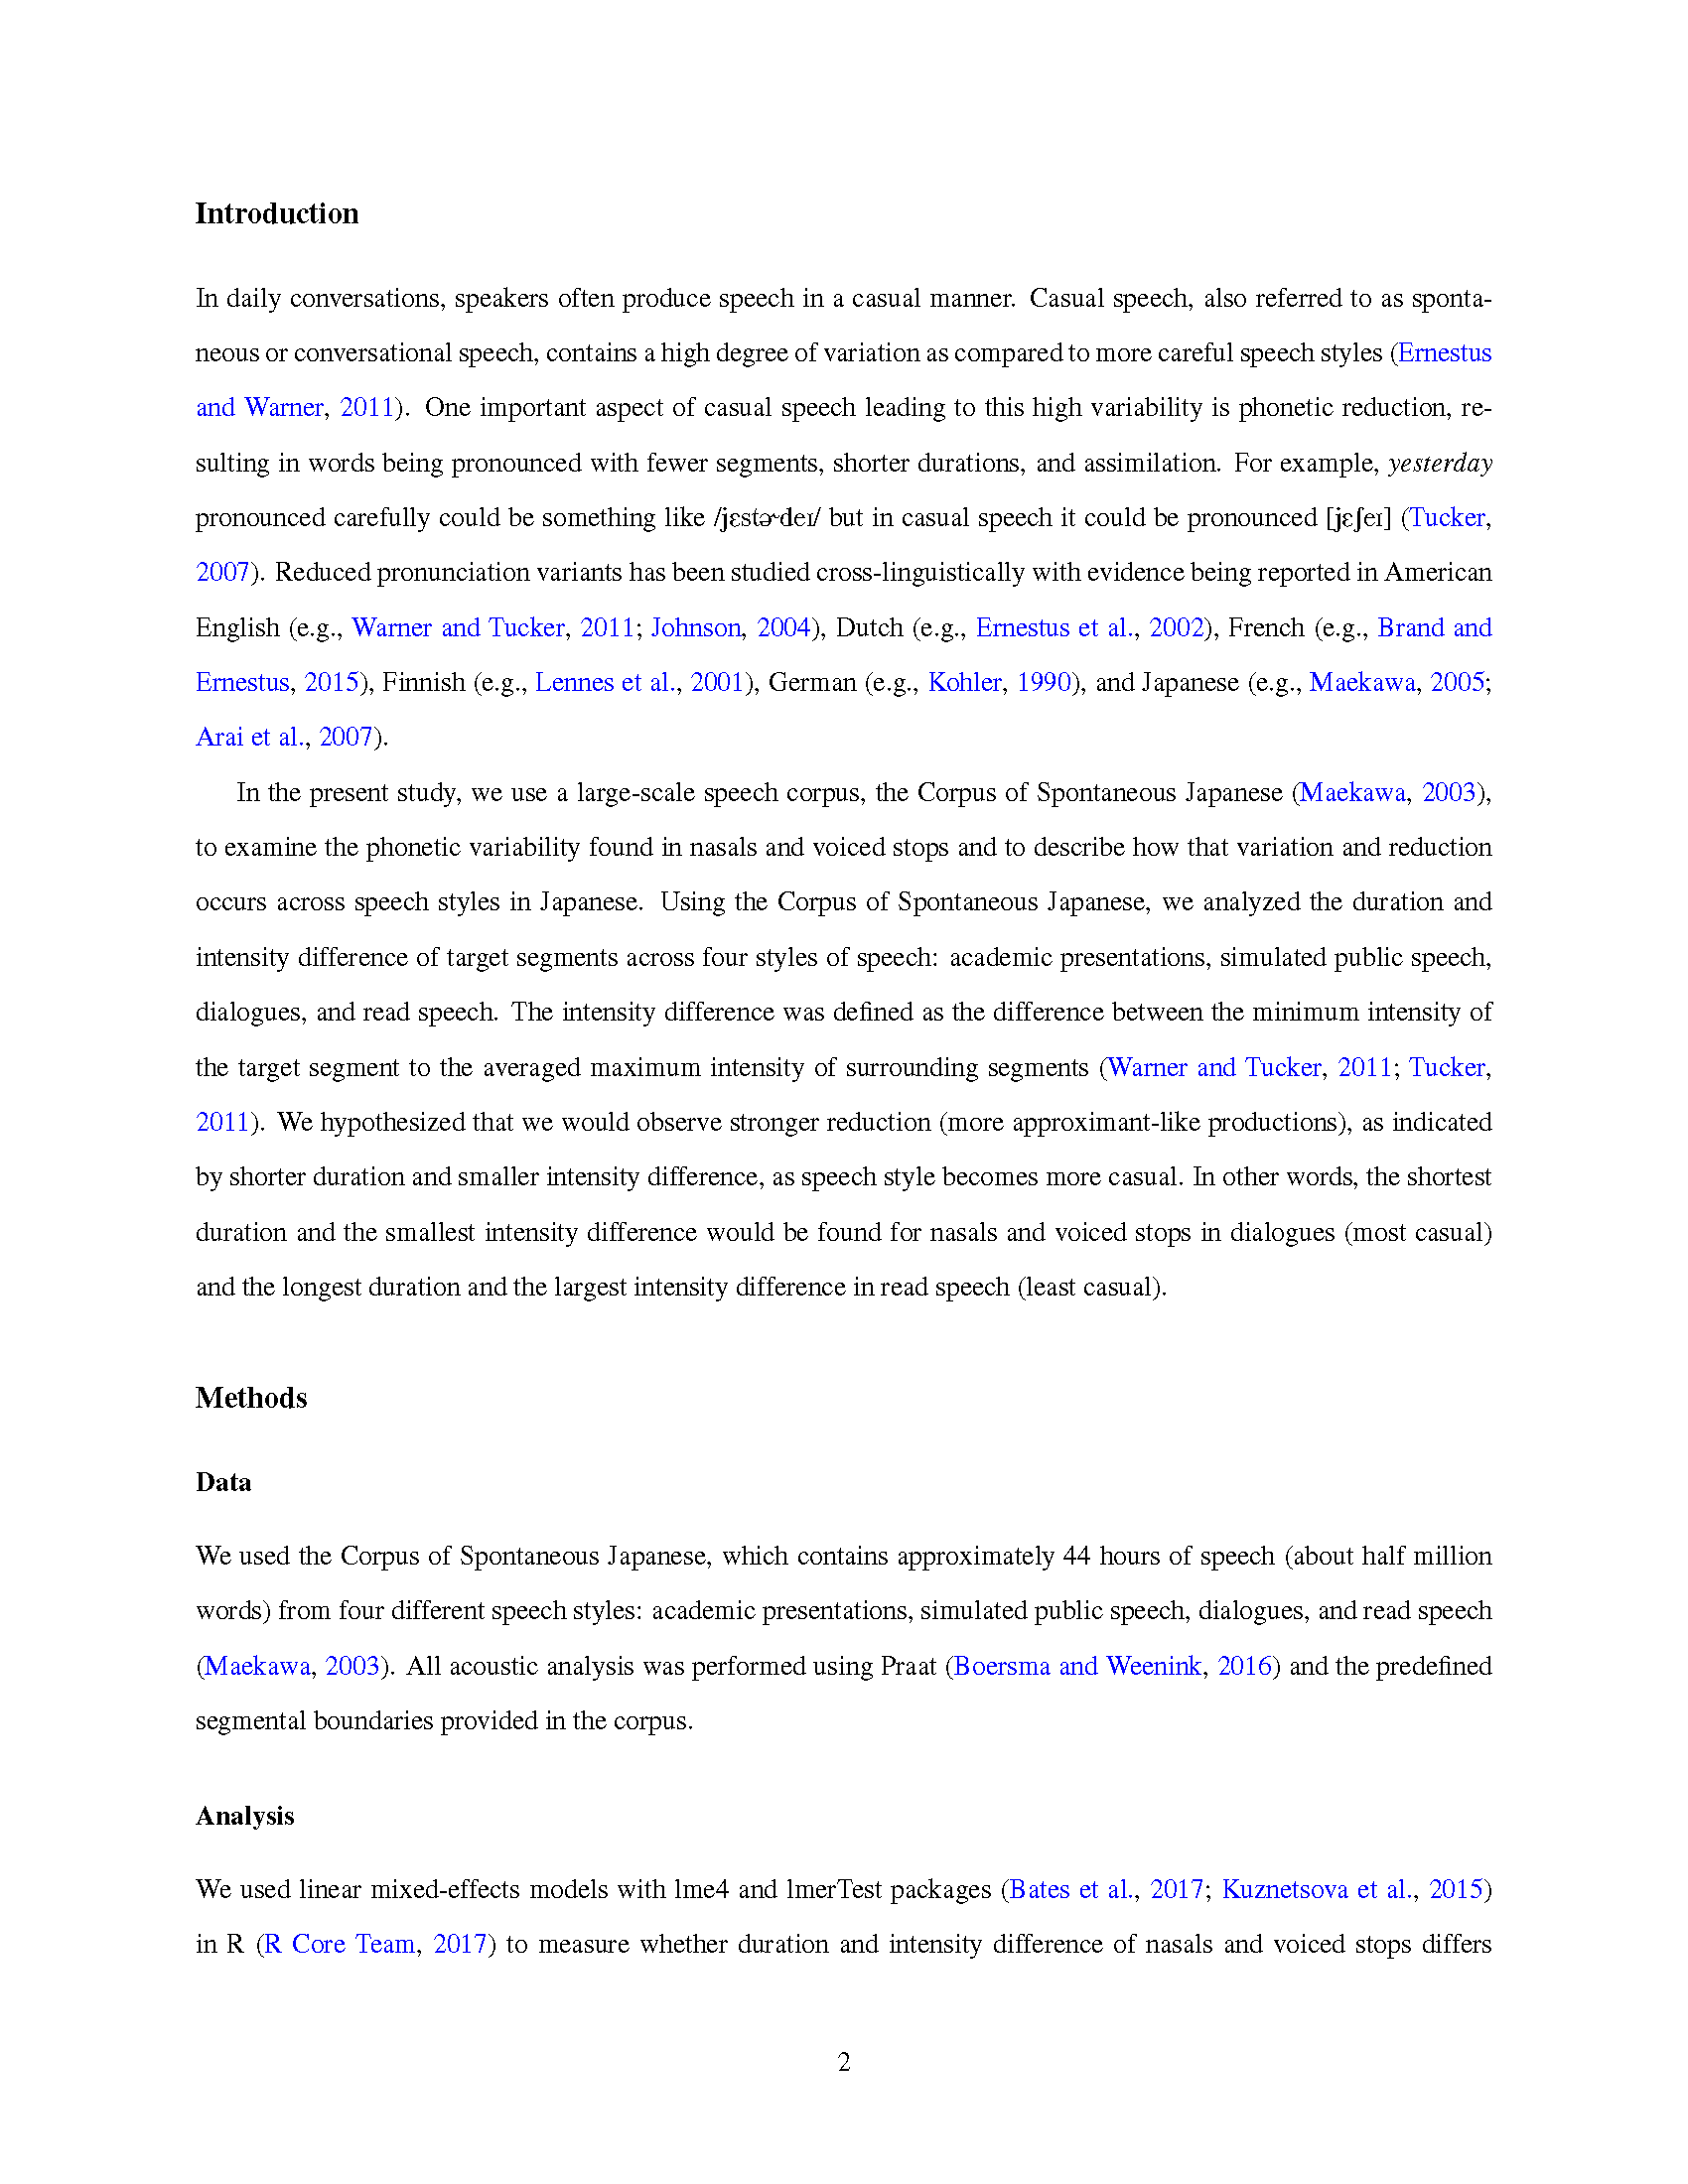 Introduction
In daily conversations, speakers often produce speech in a casual manner. Casual speech, also referred to as sponta-
neous or conversational speech, contains a high degree of variation as compared to more careful speech styles (Ernestus
and Warner, 2011). One important aspect of casual speech leading to this high variability is phonetic reduction, re-
sulting in words being pronounced with fewer segments, shorter durations, and assimilation. For example, yesterday
pronounced carefully could be something like /jɛstɚdeɪ/ but in casual speech it could be pronounced [jɛʃeɪ] (Tucker,
2007). Reduced pronunciation variants has been studied cross-linguistically with evidence being reported in American
English (e.g., Warner and Tucker, 2011; Johnson, 2004), Dutch (e.g., Ernestus et al., 2002), French (e.g., Brand and
Ernestus, 2015), Finnish (e.g., Lennes et al., 2001), German (e.g., Kohler, 1990), and Japanese (e.g., Maekawa, 2005;
Arai et al., 2007).
In the present study, we use a large-scale speech corpus, the Corpus of Spontaneous Japanese (Maekawa, 2003),
to examine the phonetic variability found in nasals and voiced stops and to describe how that variation and reduction
occurs across speech styles in Japanese. Using the Corpus of Spontaneous Japanese, we analyzed the duration and
intensity difference of target segments across four styles of speech: academic presentations, simulated public speech,
dialogues, and read speech. The intensity difference was defined as the difference between the minimum intensity of
the target segment to the averaged maximum intensity of surrounding segments (Warner and Tucker, 2011; Tucker,
2011). We hypothesized that we would observe stronger reduction (more approximant-like productions), as indicated
by shorter duration and smaller intensity difference, as speech style becomes more casual. In other words, the shortest
duration and the smallest intensity difference would be found for nasals and voiced stops in dialogues (most casual)
and the longest duration and the largest intensity difference in read speech (least casual).
Methods
Data
We used the Corpus of Spontaneous Japanese, which contains approximately 44 hours of speech (about half million
words) from four different speech styles: academic presentations, simulated public speech, dialogues, and read speech
(Maekawa, 2003). All acoustic analysis was performed using Praat (Boersma and Weenink, 2016) and the predefined
segmental boundaries provided in the corpus.
Analysis
We used linear mixed-effects models with lme4 and lmerTest packages (Bates et al., 2017; Kuznetsova et al., 2015)
in R (R Core Team, 2017) to measure whether duration and intensity difference of nasals and voiced stops differs
2